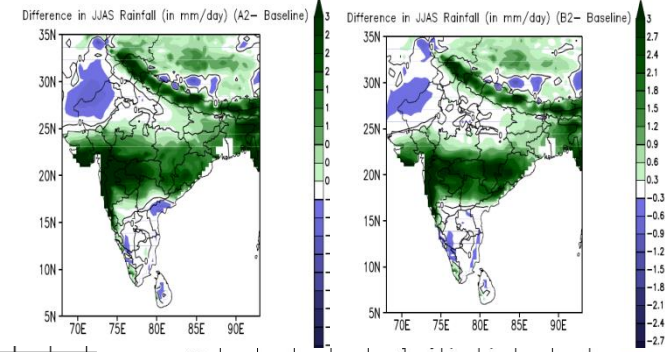 Difference in JJAS Rainfall (in mm/day) (A2- Baseline)
Difference in JJAS Rainfall (in mm/day) (B2- Baseline)
35N
30N
25N
20N
15N
10N
5N
70E 75E 80E 85E 90E
3
2
2
2
1
1
1
0
0
0
35N
30N
25N
20N
15N
10N
5N
70E 75E 80E 85E 90E
3
2.7
2.4
2.1
1.8
1.5
1.2
0.9
0.6
0.3
-0.3
-0.6
-0.9
-1.2
-1.5
-1.8
-2.1
-2.4
-2.7